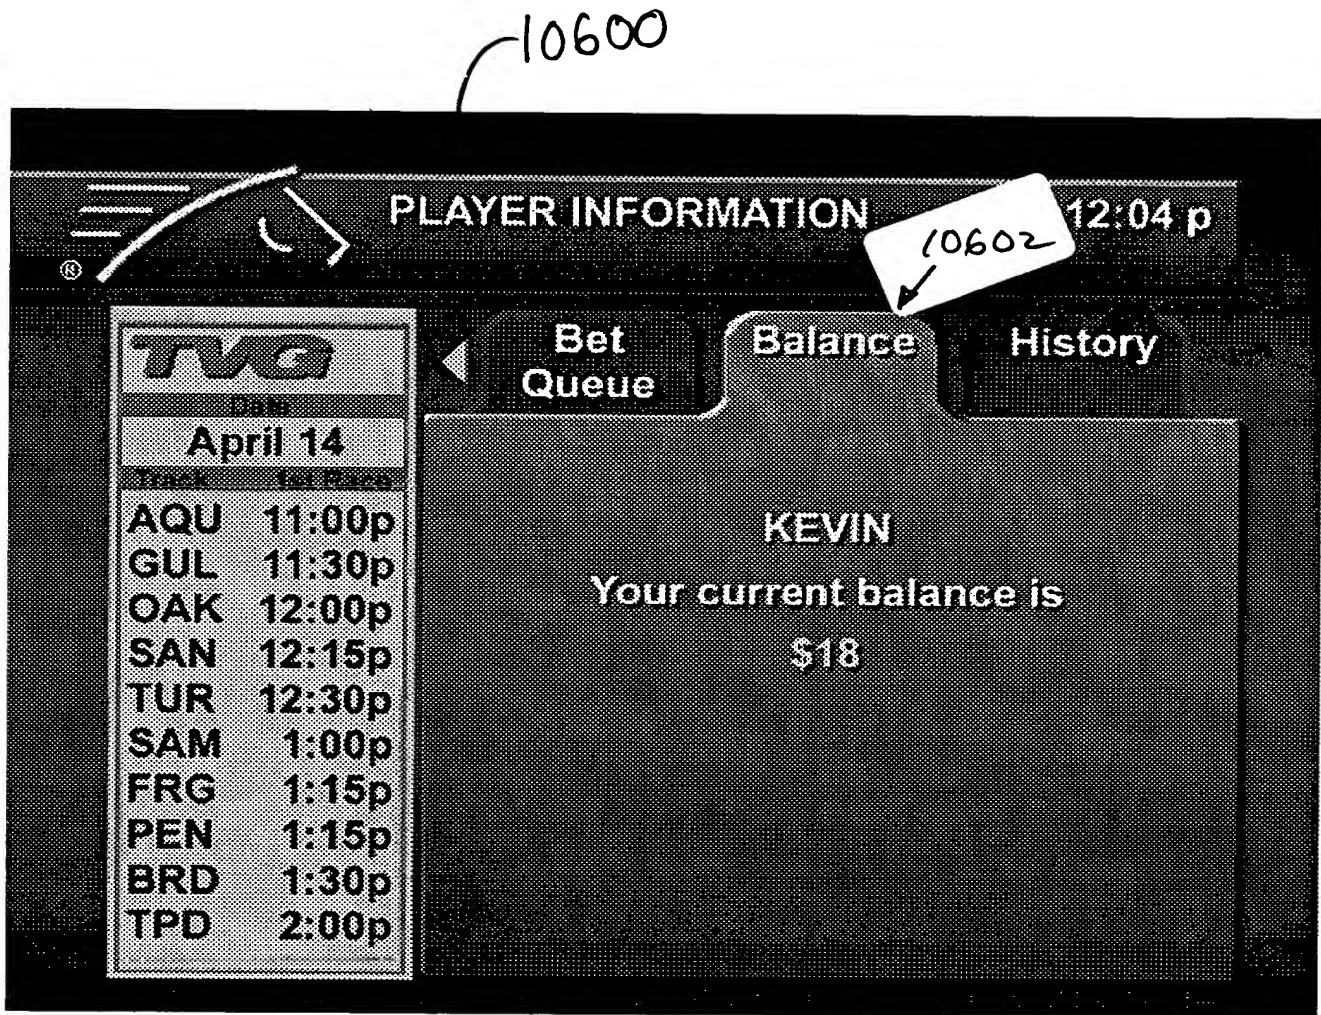 10600
PLAYER INFORMATION
12:04 p
10602
®
TVG
Date
April 14
Track 1st Race
AQU 11:00p
GUL 11:30p
OAK 12:00p
SAN 12:15p
TUR 12:30p
SAM 1:00p
FRG 1:15p
PEN 1:15p
BRD 1:30p
TPD 2:00p
Bet
Queue
Balance
History
KEVIN
Your current balance is
$18